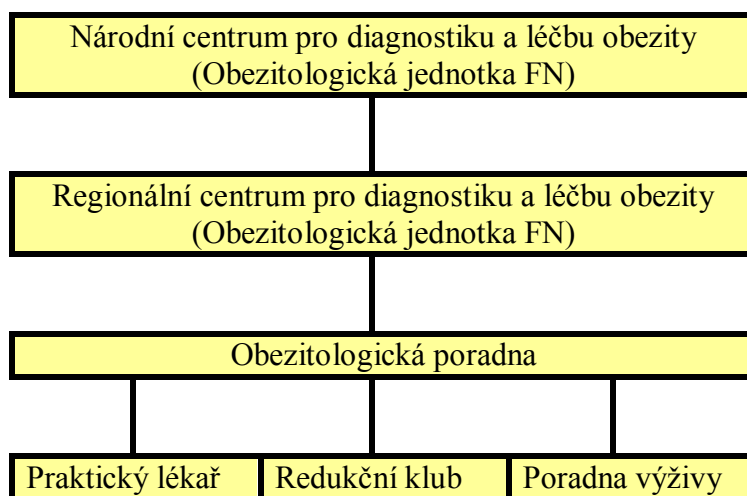 Národní centrum pro diagnostiku a léčbu obezity
(Obezitologická jednotka FN)
Regionální centrum pro diagnostiku a léčbu obezity
(Obezitologická jednotka FN)
Obezitologická poradna
Praktický lékař
Redukční klub
Poradna výživy